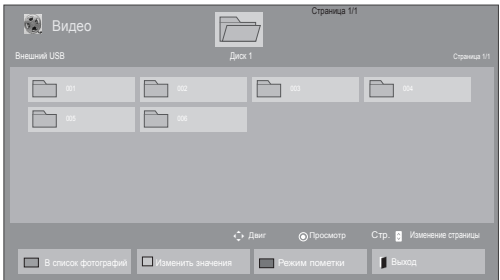 Страница 1/1
Видео
Внешний USB Диск 1 Страница 1/1
001 002 003 004
005 006
Двиг Просмотр Стр. Изменение страницы
В список фотографий Изменить значения Режим пометки Выход